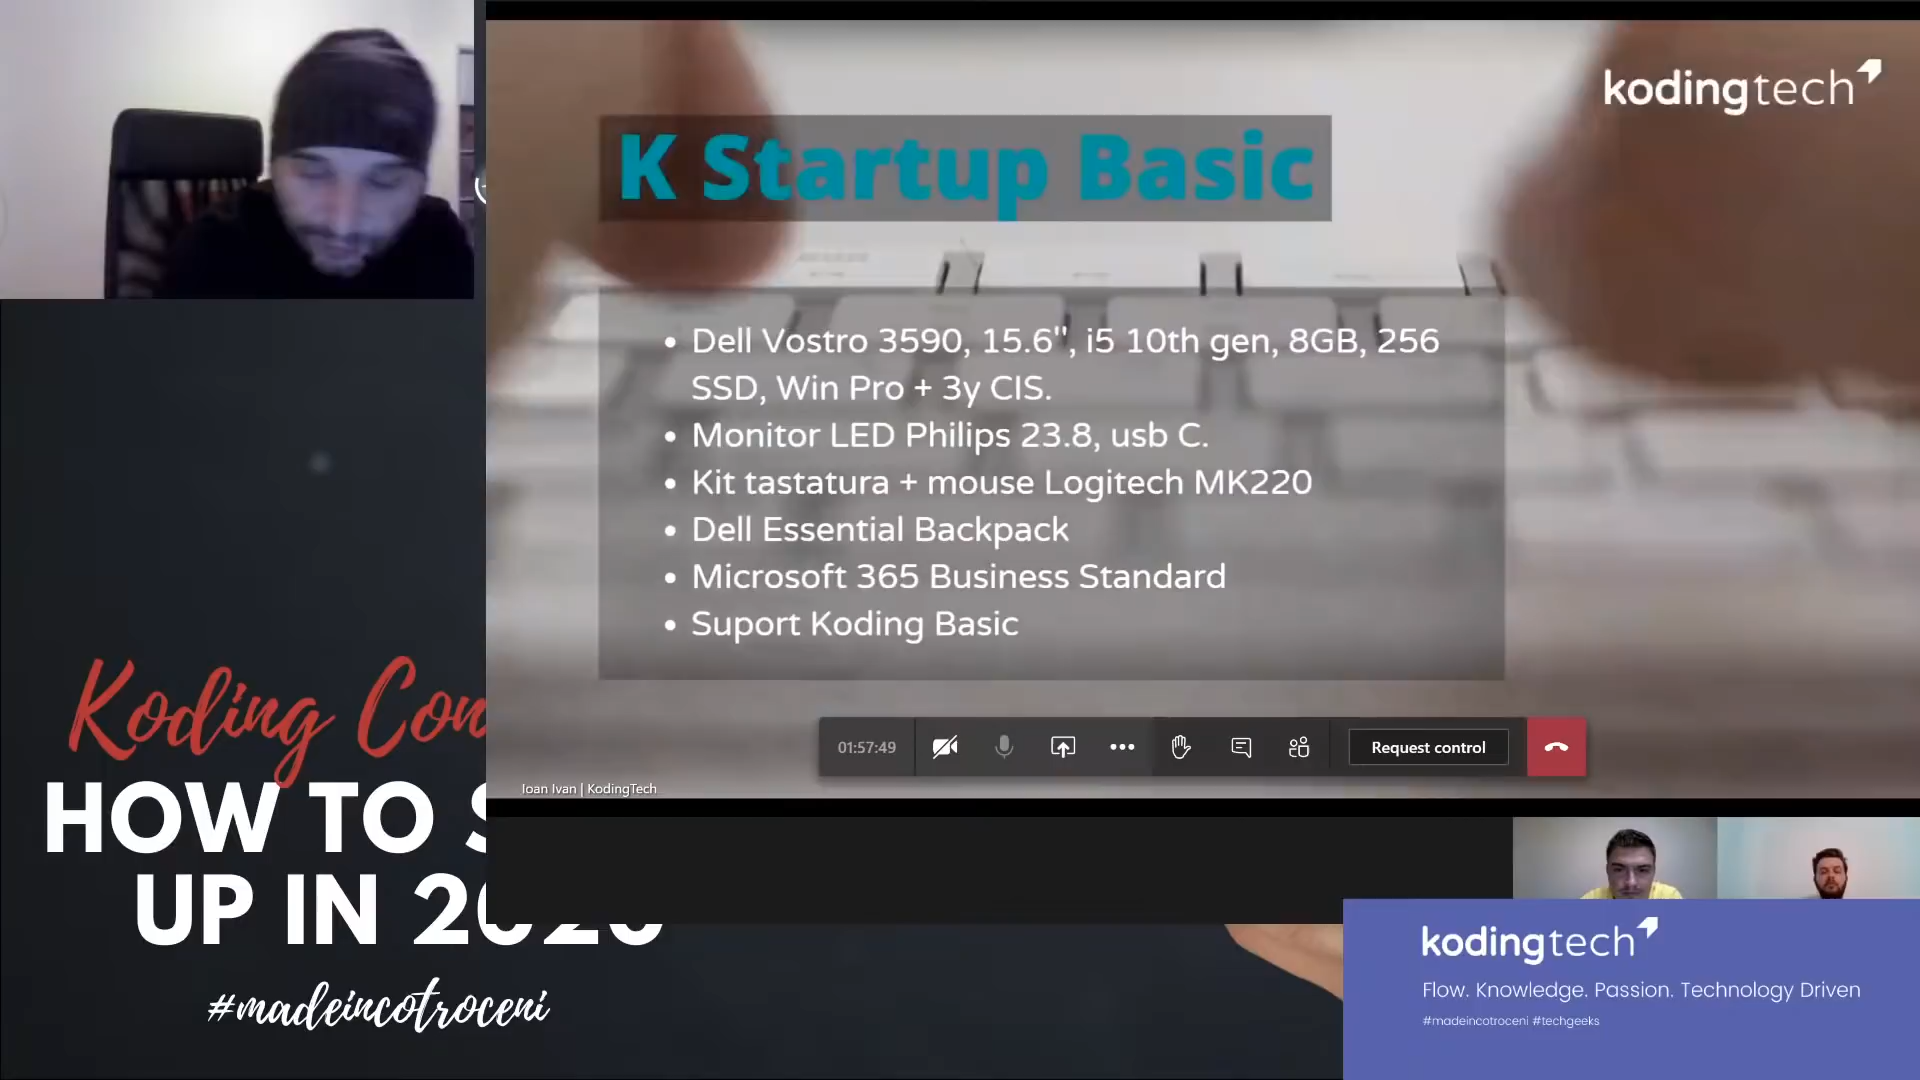 kodingtech
K Startup Basic
• Dell Vostro 3590, 15.6", i5 10th gen, 8GB, 256
SSD, Win Pro + 3y CIS.
• Monitor LED Philips 23.8, usb C.
• Kit tastatura + mouse Logitech MK220
• Dell Essential Backpack
• Microsoft 365 Business Standard
• Suport Koding Basic
01:57:49
Request control
Ioan Ivan | KodingTech
Koding
HOW TO
UP IN
#madeincotroceni
kodingtech
Flow. Knowledge. Passion. Technology Driven
#madeincotroceni #techgeeks